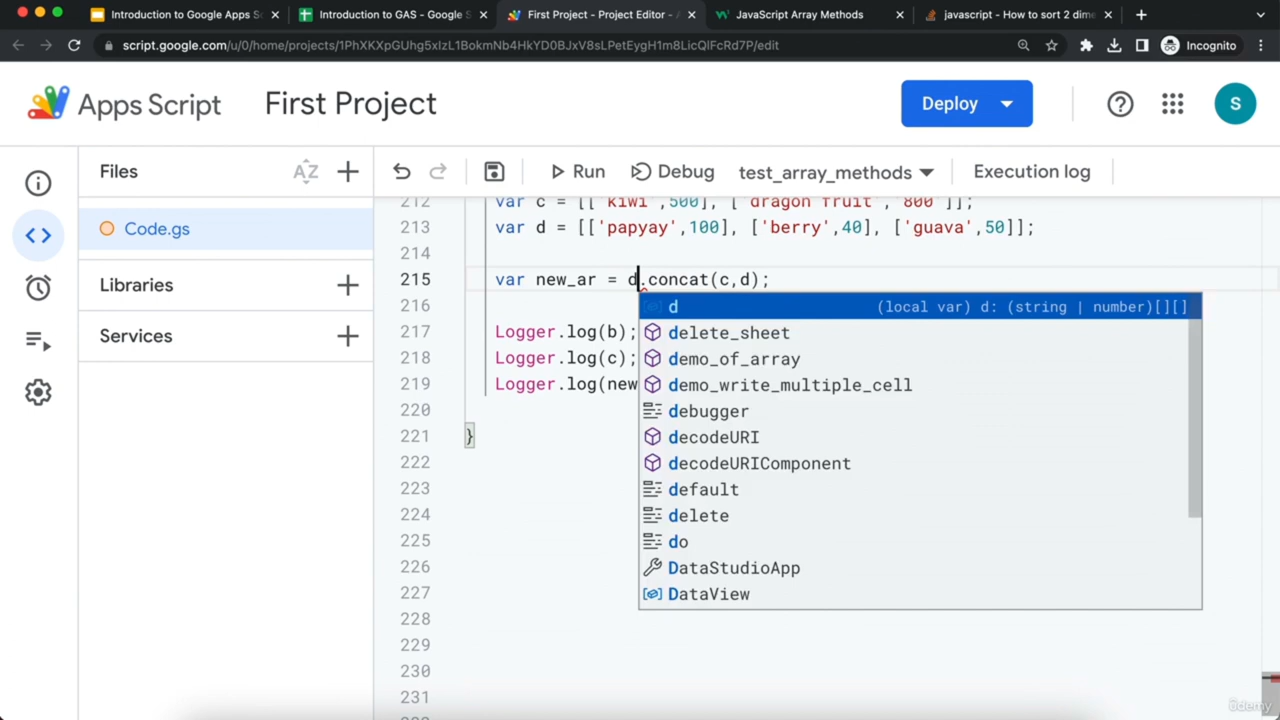 Introduction to Google Apps Sc
Introduction to GAS - Google S
First Project - Project Editor - A
JavaScript Array Methods
javascript - How to sort 2 dime
script.google.com/u/0/home/projects/1PhXKXpGUhg5xIzL1BokmNb4HkYD0BJxV8sLPetEygH1m8LicQlFcRd7P/edit
Incognito
Apps Script
First Project
Deploy
S
Files
AZ
Run
Debug
test_array_methods
Execution log
Code.gs
Libraries
Services
212 var c = [['kiwi',500], ['dragon fruit', 800 ]];
213 var d = [['papyay',100], ['berry',40], ['guava',50]];
214
215 var new_ar = d.concat(c,d);
216
217 Logger.log(b);
218 Logger.log(c);
219 Logger.log(new
220
221 }
222
223
224
225
226
227
228
229
230
231
d (local var) d: (string | number)[][]
delete_sheet
demo_of_array
demo_write_multiple_cell
debugger
decodeURI
decodeURIComponent
default
delete
do
DataStudioApp
DataView
ûdemy